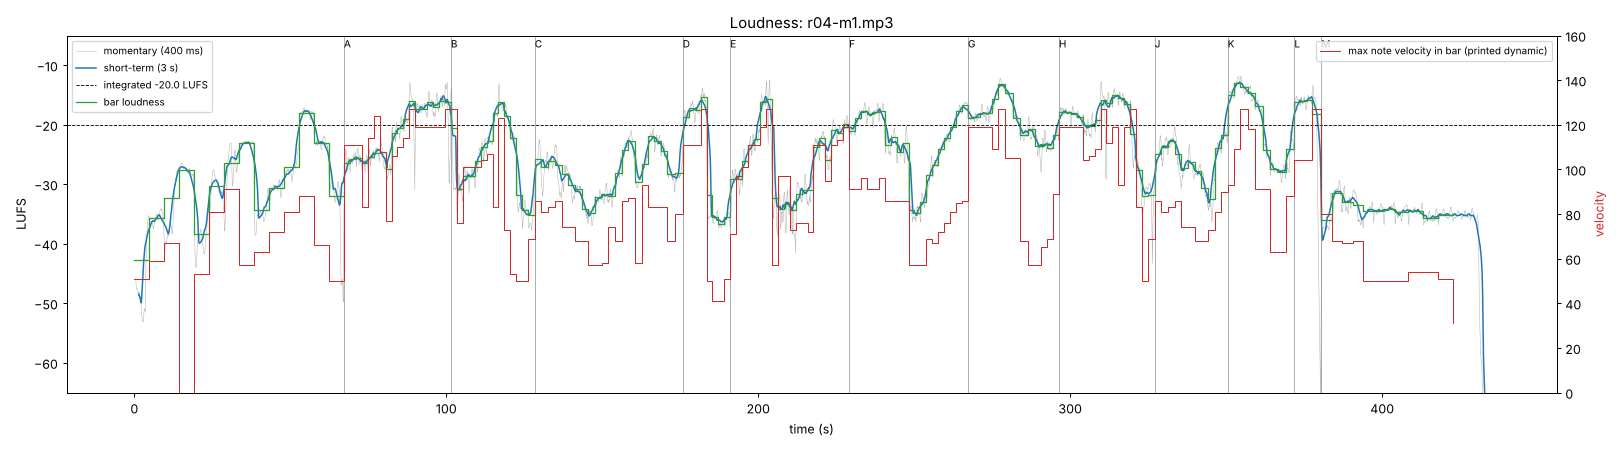 Loudness: r04-m1.mp3
momentary (400 ms)
short-term (3 s)
integrated -20.0 LUFS
bar loudness
max note velocity in bar (printed dynamic)
A B C D E F G H J K L M
−10
−20
−30
−40
−50
−60
LUFS
160
140
120
100
80
60
40
20
0
velocity
0 100 200 300 400
time (s)